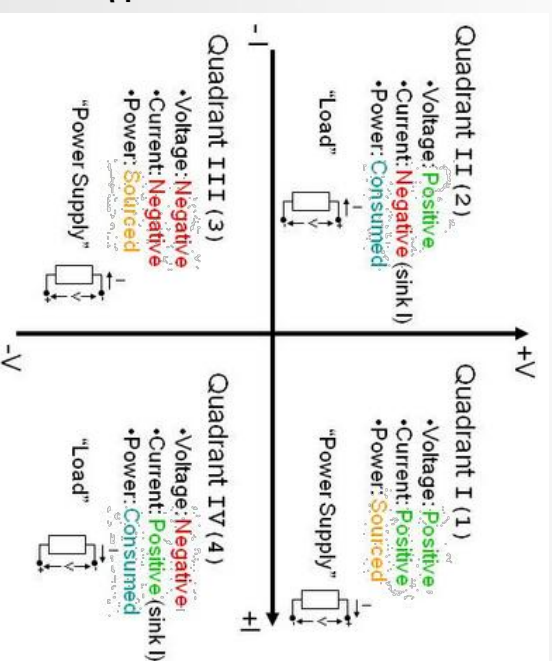 +V
Quadrant II (2)
•Voltage: Positive
•Current: Negative (sink I)
•Power: Consumed
"Load"
I
V
Quadrant I (1)
•Voltage: Positive
•Current: Positive
•Power: Sourced
"Power Supply"
I
V
-I
+I
Quadrant III (3)
•Voltage: Negative
•Current: Negative
•Power: Sourced
"Power Supply"
I
V
Quadrant IV (4)
•Voltage: Negative
•Current: Positive (sink I)
•Power: Consumed
"Load"
I
V
-V